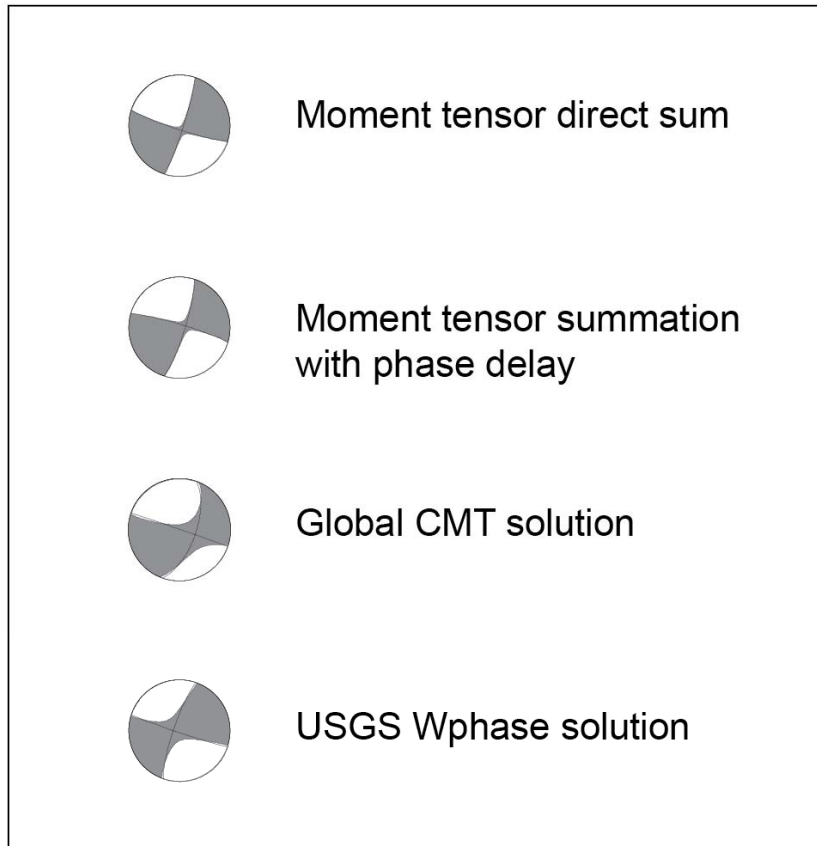 Moment tensor direct sum
Moment tensor summation
with phase delay
Global CMT solution
USGS Wphase solution